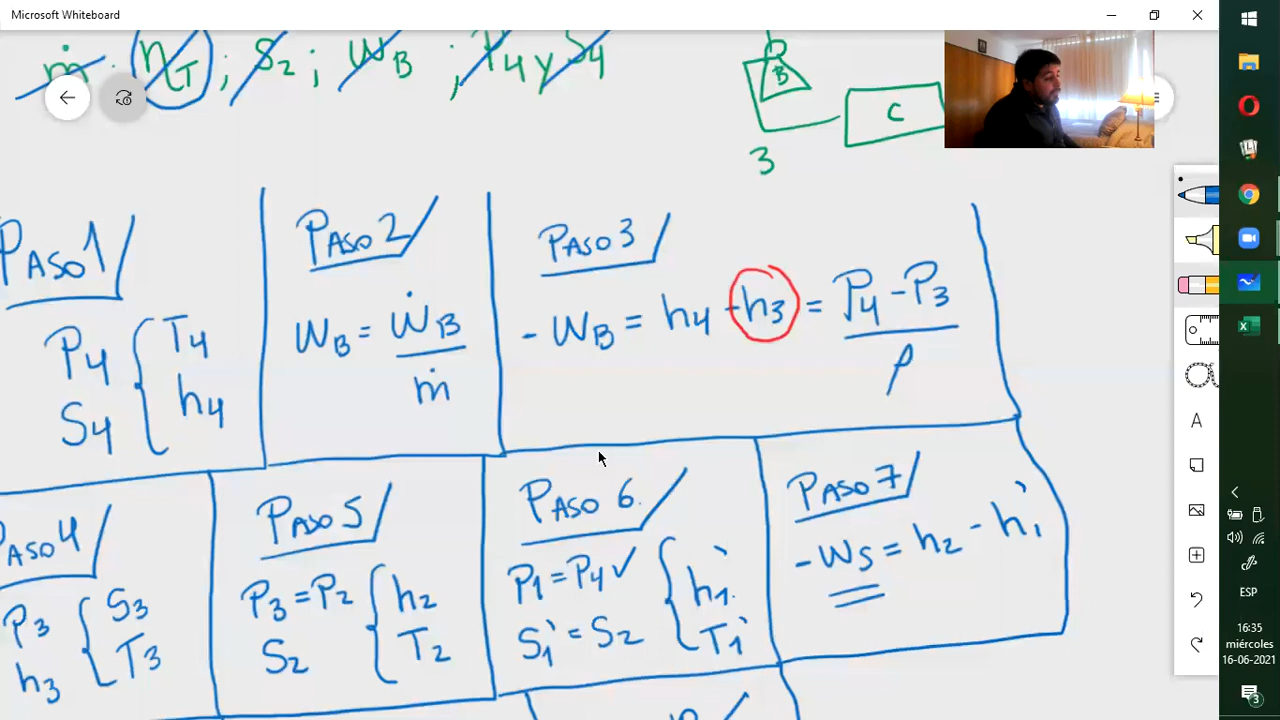 Microsoft Whiteboard
ṁ ; ηT ; S2 ; ẆB ; P4 y S4
B
C
3
PASO 1/
P4 { T4
S4 { h4
PASO 2/
WB = ẆB / ṁ
PASO 3/
- WB = h4 - h3 = P4 - P3 / ρ
PASO 4/
P3 { S3
h3 { T3
PASO 5/
P3 = P2 { h2
S2 { T2
PASO 6/
P1 = P4 ✓ { h1`
S1` = S2 { T1`
PASO 7/
- WS = h2 - h1`
A
ESP
16:35
miércoles
16-06-2021
3